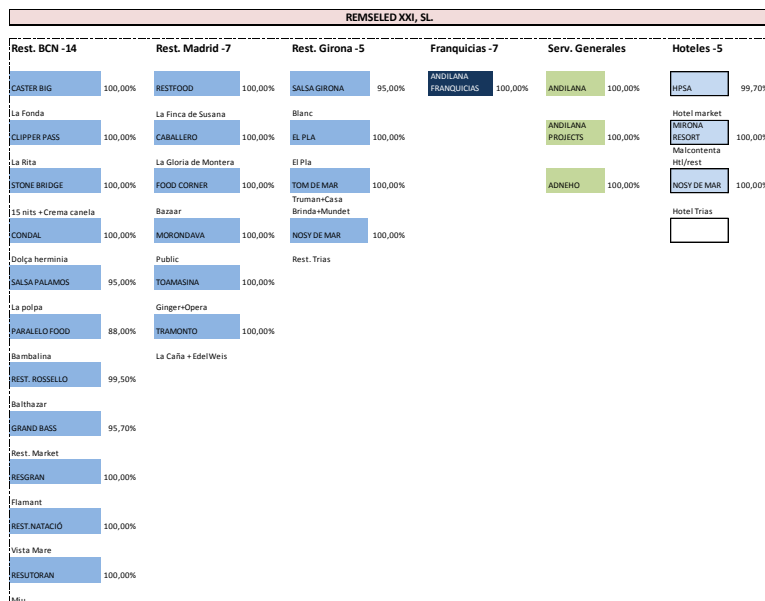 REMSELED XXI, SL.
Rest. BCN -14 Rest. Madrid -7 Rest. Girona -5 Franquicias -7 Serv. Generales Hoteles -5
CASTER BIG 100,00% RESTFOOD 100,00% SALSA GIRONA 95,00% ANDILANA FRANQUICIAS 100,00% ANDILANA 100,00% HPSA 99,70%
La Fonda La Finca de Susana Blanc Hotel market
CLIPPER PASS 100,00% CABALLERO 100,00% EL PLA 100,00% ANDILANA PROJECTS 100,00% MIRONA RESORT 100,00%
La Rita La Gloria de Montera El Pla Malcontenta Htl/rest
STONE BRIDGE 100,00% FOOD CORNER 100,00% TOM DE MAR 100,00% ADNEHO 100,00% NOSY DE MAR 100,00%
15 nits + Crema canela Bazaar Truman+Casa Brinda+Mundet Hotel Trias
CONDAL 100,00% MORONDAVA 100,00% NOSY DE MAR 100,00%
Dolça herminia Public Rest. Trias
SALSA PALAMOS 95,00% TOAMASINA 100,00%
La polpa Ginger+Opera
PARALELO FOOD 88,00% TRAMONTO 100,00%
Bambalina La Caña + EdelWeis
REST. ROSSELLO 99,50%
Balthazar
GRAND BASS 95,70%
Rest. Market
RESGRAN 100,00%
Flamant
REST.NATACIÓ 100,00%
Vista Mare
RESUTORAN 100,00%